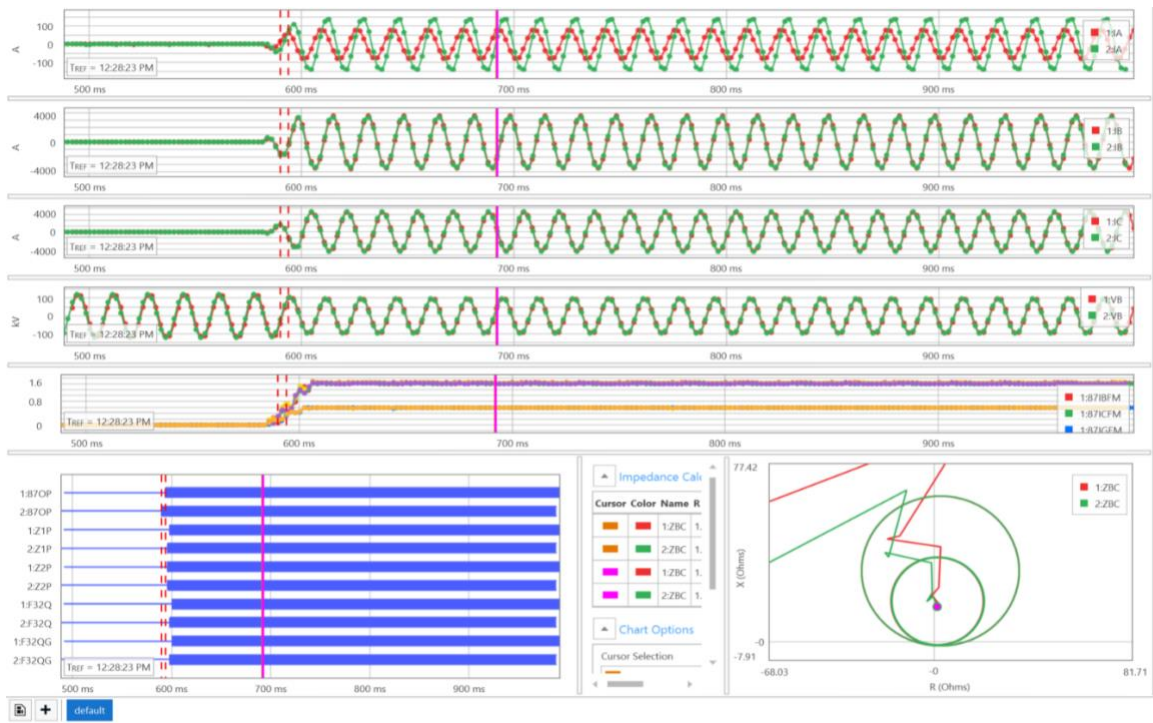 100
0
-100
A
TREF = 12:28:23 PM
1:IA
2:IA
500 ms 600 ms 700 ms 800 ms 900 ms
4000
0
-4000
A
TREF = 12:28:23 PM
1:IB
2:IB
500 ms 600 ms 700 ms 800 ms 900 ms
4000
0
-4000
A
TREF = 12:28:23 PM
1:IC
2:IC
500 ms 600 ms 700 ms 800 ms 900 ms
100
0
-100
kV
TREF = 12:28:23 PM
1:VB
2:VB
500 ms 600 ms 700 ms 800 ms 900 ms
1.6
0.8
0
TREF = 12:28:23 PM
1:87IBFM
1:87ICFM
1:87IGFM
500 ms 600 ms 700 ms 800 ms 900 ms
1:87OP
2:87OP
1:Z1P
2:Z1P
1:Z2P
2:Z2P
1:F32Q
2:F32Q
1:F32QG
2:F32QG
TREF = 12:28:23 PM
500 ms 600 ms 700 ms 800 ms 900 ms
Impedance Calc
Cursor Color Name R
1:ZBC 1.
2:ZBC 1.
1:ZBC 1.
2:ZBC 1.
Chart Options
Cursor Selection
77.42
X (Ohms)
-0
-7.91
-68.03 -0 81.71
R (Ohms)
1:ZBC
2:ZBC
default